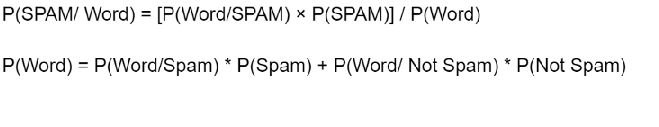 P(SPAM/ Word) = [P(Word/SPAM) × P(SPAM)] / P(Word)
P(Word) = P(Word/Spam) * P(Spam) + P(Word/ Not Spam) * P(Not Spam)